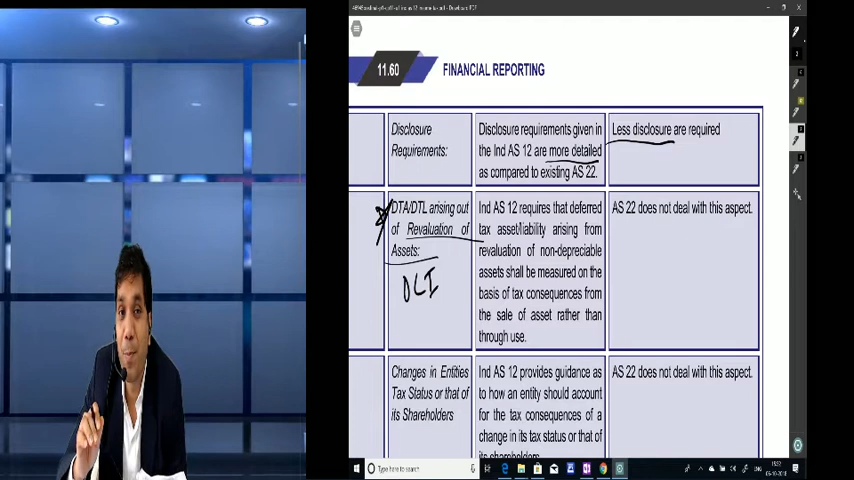 11.60
FINANCIAL REPORTING
Disclosure
Requirements:
Disclosure requirements given in
the Ind AS 12 are more detailed
as compared to existing AS 22.
Less disclosure are required
DTA/DTL arising out
of Revaluation of
Assets:
Ind AS 12 requires that deferred
tax asset/liability arising from
revaluation of non-depreciable
assets shall be measured on the
basis of tax consequences from
the sale of asset rather than
through use.
AS 22 does not deal with this aspect.
Changes in Entities
Tax Status or that of
its Shareholders
Ind AS 12 provides guidance as
to how an entity should account
for the tax consequences of a
change in its tax status or that of
its shareholders.
AS 22 does not deal with this aspect.
Type here to search
ENG